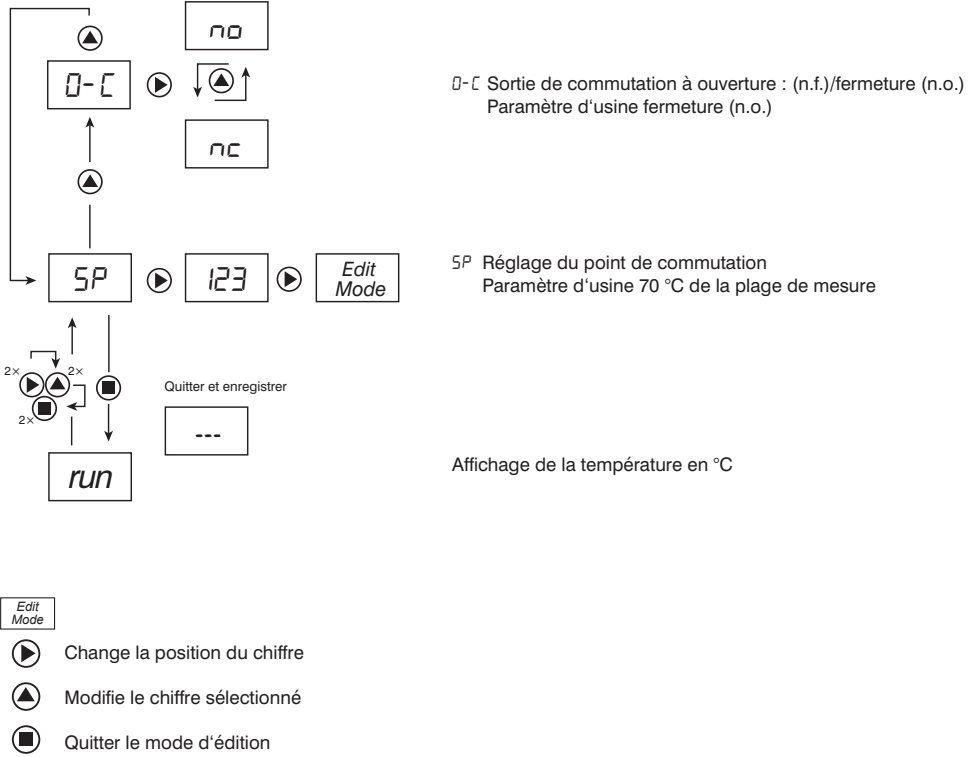 no
O-C
nc
O-C Sortie de commutation à ouverture : (n.f.)/fermeture (n.o.)
Paramètre d‘usine fermeture (n.o.)
SP
123
Edit
Mode
SP Réglage du point de commutation
Paramètre d‘usine 70 °C de la plage de mesure
2×
2×
2×
Quitter et enregistrer
---
run
Affichage de la température en °C
Edit
Mode
Change la position du chiffre
Modifie le chiffre sélectionné
Quitter le mode d‘édition